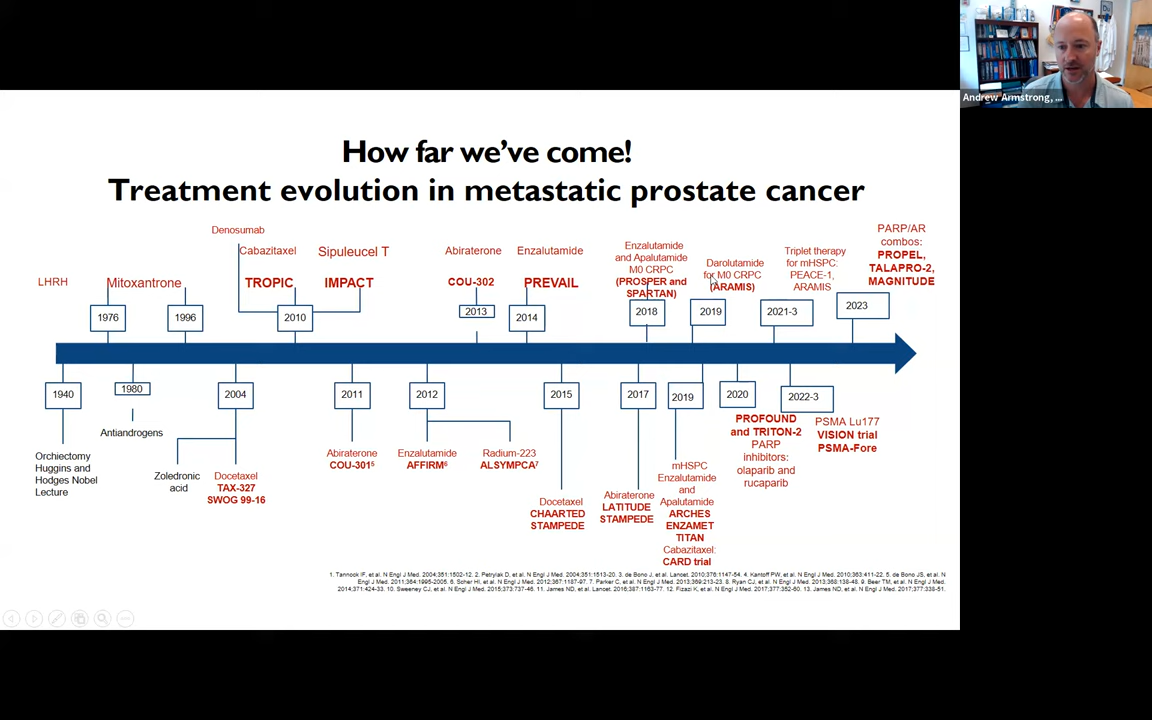 Andrew Armstrong, ...
How far we've come!
Treatment evolution in metastatic prostate cancer
LHRH
1976
Mitoxantrone
1996
Denosumab
Cabazitaxel
TROPIC
Sipuleucel T
IMPACT
2010
Abiraterone
COU-302
2013
Enzalutamide
PREVAIL
2014
Enzalutamide
and Apalutamide
M0 CRPC
(PROSPER and
SPARTAN)
2018
Darolutamide
for M0 CRPC
(ARAMIS)
2019
Triplet therapy
for mHSPC:
PEACE-1,
ARAMIS
2021-3
PARP/AR
combos:
PROPEL,
TALAPRO-2,
MAGNITUDE
2023
1940
Orchiectomy
Huggins and
Hodges Nobel
Lecture
1980
Antiandrogens
2004
Zoledronic
acid
Docetaxel
TAX-327
SWOG 99-16
2011
Abiraterone
COU-301⁵
2012
Enzalutamide
AFFIRM⁶
Radium-223
ALSYMPCA⁷
2015
Docetaxel
CHAARTED
STAMPEDE
2017
Abiraterone
LATITUDE
STAMPEDE
2019
mHSPC
Enzalutamide
and
Apalutamide
ARCHES
ENZAMET
TITAN
Cabazitaxel:
CARD trial
2020
PROFOUND
and TRITON-2
PARP
inhibitors:
olaparib and
rucaparib
2022-3
PSMA Lu177
VISION trial
PSMA-Fore
1. Tannock IF, et al. N Engl J Med. 2004;351:1502-12. 2. Petrylak D, et al. N Engl J Med. 2004;351:1513-20. 3. de Bono J, et al. Lancet. 2010;376:1147-54. 4. Kantoff PW, et al. N Engl J Med. 2010;363:411-22. 5. de Bono JS, et al. N
Engl J Med. 2011;364:1995-2005. 6. Scher HI, et al. N Engl J Med. 2012;367:1187-97. 7. Parker C, et al. N Engl J Med. 2013;369:213-23. 8. Ryan CJ, et al. N Engl J Med. 2013;368:138-48. 9. Beer TM, et al. N Engl J Med.
2014;371:424-33. 10. Sweeney CJ, et al. N Engl J Med. 2015;373:737-46. 11. James ND, et al. Lancet. 2016;387:1163-77. 12. Fizazi K, et al. N Engl J Med. 2017;377:352-60. 13. James ND, et al. N Engl J Med. 2017;377:338-51.